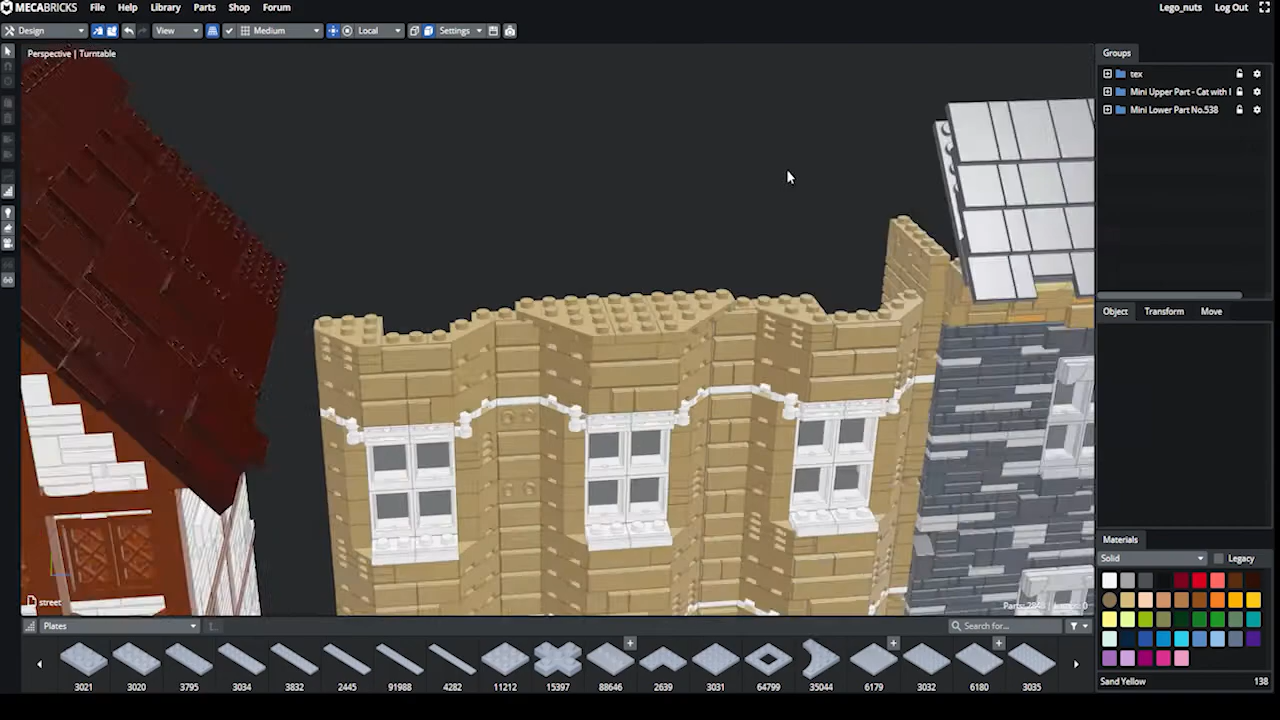 MECABRICKS File Help Library Parts Shop Forum Lego_nuts Log Out
Design View Medium Local Settings
Perspective | Turntable
Groups
tex
Mini Upper Part - Cat with
Mini Lower Part No.538
Object Transform Move
Materials
Solid Legacy
street
Plates Search for...
3021 3020 3795 3034 3832 2445 91988 4282 11212 15397 88646 2639 3031 64799 35044 6179 3032 6180 3035
Sand Yellow 138